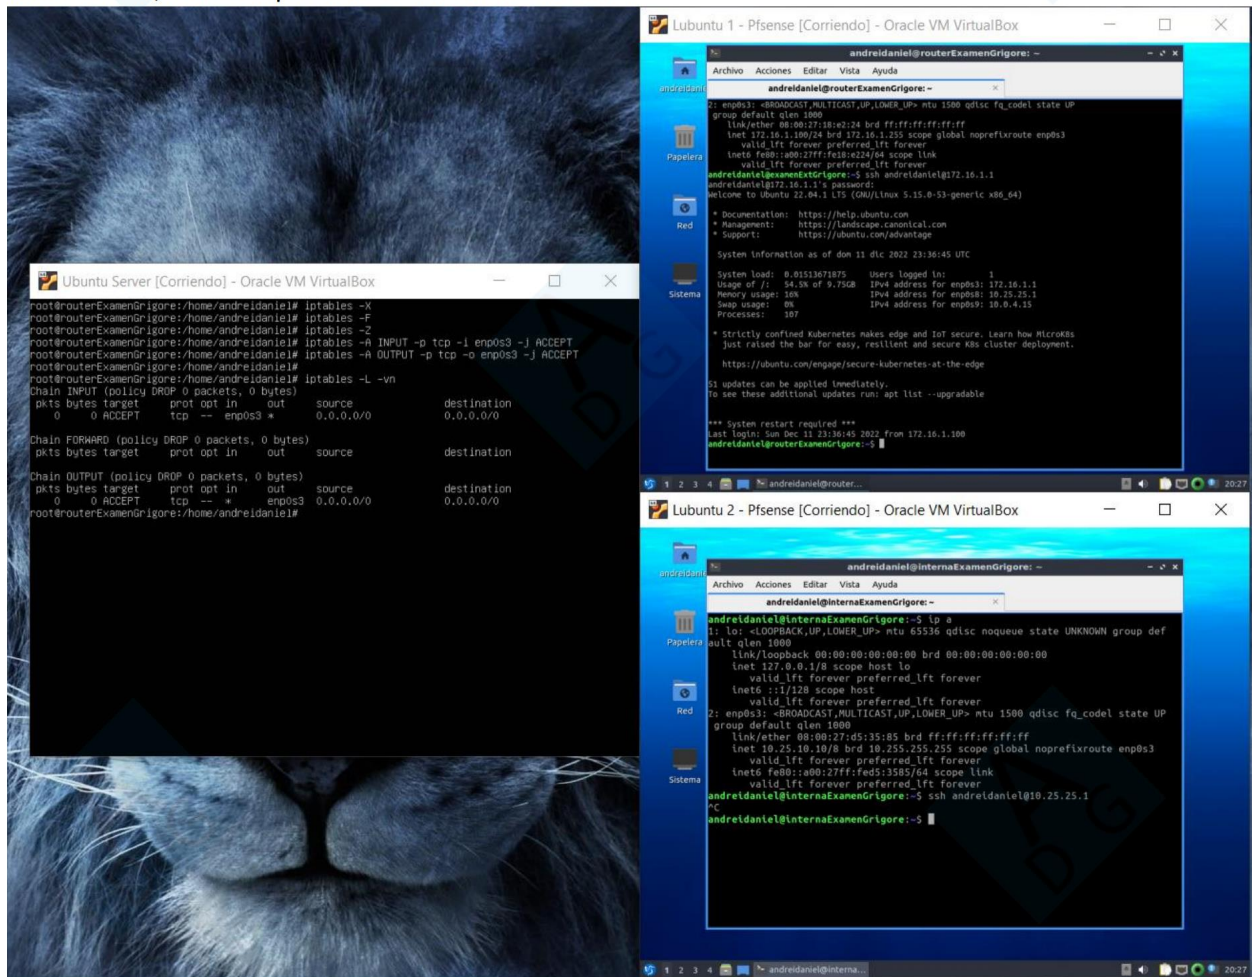 Ubuntu Server [Corriendo] - Oracle VM VirtualBox
root@routerExamenGrigore:/home/andreidaniel# iptables -X
root@routerExamenGrigore:/home/andreidaniel# iptables -F
root@routerExamenGrigore:/home/andreidaniel# iptables -Z
root@routerExamenGrigore:/home/andreidaniel# iptables -A INPUT -p tcp -i enp0s3 -j ACCEPT
root@routerExamenGrigore:/home/andreidaniel# iptables -A OUTPUT -p tcp -o enp0s3 -j ACCEPT
root@routerExamenGrigore:/home/andreidaniel#
root@routerExamenGrigore:/home/andreidaniel# iptables -L -vn
Chain INPUT (policy DROP 0 packets, 0 bytes)
pkts bytes target prot opt in out source destination
0 0 ACCEPT tcp -- enp0s3 * 0.0.0.0/0 0.0.0.0/0
Chain FORWARD (policy DROP 0 packets, 0 bytes)
pkts bytes target prot opt in out source destination
Chain OUTPUT (policy DROP 0 packets, 0 bytes)
pkts bytes target prot opt in out source destination
0 0 ACCEPT tcp -- * enp0s3 0.0.0.0/0 0.0.0.0/0
root@routerExamenGrigore:/home/andreidaniel#
Lubuntu 1 - Pfsense [Corriendo] - Oracle VM VirtualBox
andreidaniel@routerExamenGrigore: ~
Archivo Acciones Editar Vista Ayuda
andreidaniel@routerExamenGrigore: ~
andreidanie
Papelera
Red
Sistema
2: enp0s3: <BROADCAST,MULTICAST,UP,LOWER_UP> mtu 1500 qdisc fq_codel state UP
group default qlen 1000
link/ether 08:00:27:18:e2:24 brd ff:ff:ff:ff:ff:ff
inet 172.16.1.100/24 brd 172.16.1.255 scope global noprefixroute enp0s3
valid_lft forever preferred_lft forever
inet6 fe80::a00:27ff:fe18:e224/64 scope link
valid_lft forever preferred_lft forever
andreidaniel@examenExtGrigore:~$ ssh andreidaniel@172.16.1.1
andreidaniel@172.16.1.1's password:
Welcome to Ubuntu 22.04.1 LTS (GNU/Linux 5.15.0-53-generic x86_64)
* Documentation: https://help.ubuntu.com
* Management: https://landscape.canonical.com
* Support: https://ubuntu.com/advantage
System information as of dom 11 dic 2022 23:36:45 UTC
System load: 0.01513671875 Users logged in: 1
Usage of /: 54.5% of 9.75GB IPv4 address for enp0s3: 172.16.1.1
Memory usage: 16% IPv4 address for enp0s8: 10.25.25.1
Swap usage: 0% IPv4 address for enp0s9: 10.0.4.15
Processes: 107
* Strictly confined Kubernetes makes edge and IoT secure. Learn how MicroK8s
just raised the bar for easy, resilient and secure K8s cluster deployment.
https://ubuntu.com/engage/secure-kubernetes-at-the-edge
51 updates can be applied immediately.
To see these additional updates run: apt list --upgradable
*** System restart required ***
Last login: Sun Dec 11 23:36:45 2022 from 172.16.1.100
andreidaniel@routerExamenGrigore:~$
1 2 3 4 andreidaniel@router... 20:27
Lubuntu 2 - Pfsense [Corriendo] - Oracle VM VirtualBox
andreidaniel@internaExamenGrigore: ~
Archivo Acciones Editar Vista Ayuda
andreidaniel@internaExamenGrigore: ~
andreidanie
Papelera
Red
Sistema
andreidaniel@internaExamenGrigore:~$ ip a
1: lo: <LOOPBACK,UP,LOWER_UP> mtu 65536 qdisc noqueue state UNKNOWN group def
ault qlen 1000
link/loopback 00:00:00:00:00:00 brd 00:00:00:00:00:00
inet 127.0.0.1/8 scope host lo
valid_lft forever preferred_lft forever
inet6 ::1/128 scope host
valid_lft forever preferred_lft forever
2: enp0s3: <BROADCAST,MULTICAST,UP,LOWER_UP> mtu 1500 qdisc fq_codel state UP
group default qlen 1000
link/ether 08:00:27:d5:35:85 brd ff:ff:ff:ff:ff:ff
inet 10.25.10.10/8 brd 10.255.255.255 scope global noprefixroute enp0s3
valid_lft forever preferred_lft forever
inet6 fe80::a00:27ff:fed5:3585/64 scope link
valid_lft forever preferred_lft forever
andreidaniel@internaExamenGrigore:~$ ssh andreidaniel@10.25.25.1
^C
andreidaniel@internaExamenGrigore:~$
1 2 3 4 andreidaniel@interna... 20:27
A
D
G
A
D
G